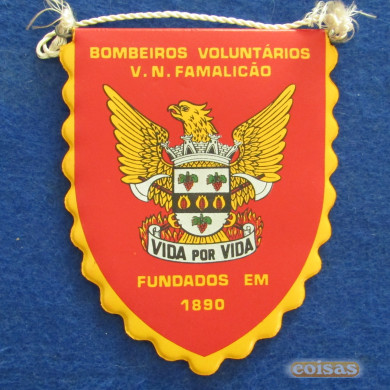 BOMBEIROS VOLUNTÁRIOS
V. N. FAMALICÃO
VIDA POR VIDA
FUNDADOS EM
1890
coisas